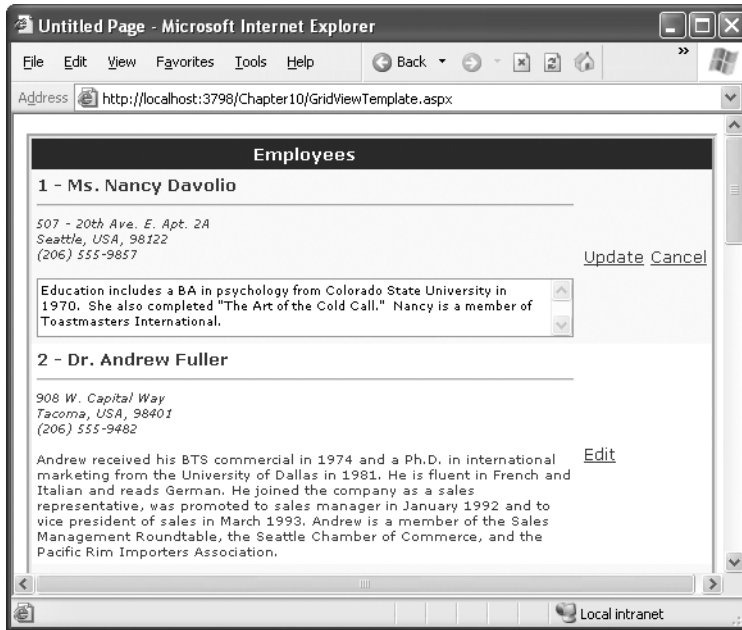 Untitled Page - Microsoft Internet Explorer
File Edit View Favorites Tools Help Back »
Address http://localhost:3798/Chapter10/GridViewTemplate.aspx
Employees
1 - Ms. Nancy Davolio
507 - 20th Ave. E. Apt. 2A
Seattle, USA, 98122
(206) 555-9857
Update Cancel
Education includes a BA in psychology from Colorado State University in
1970. She also completed "The Art of the Cold Call." Nancy is a member of
Toastmasters International.
2 - Dr. Andrew Fuller
908 W. Capital Way
Tacoma, USA, 98401
(206) 555-9482
Edit
Andrew received his BTS commercial in 1974 and a Ph.D. in international
marketing from the University of Dallas in 1981. He is fluent in French and
Italian and reads German. He joined the company as a sales
representative, was promoted to sales manager in January 1992 and to
vice president of sales in March 1993. Andrew is a member of the Sales
Management Roundtable, the Seattle Chamber of Commerce, and the
Pacific Rim Importers Association.
Local intranet